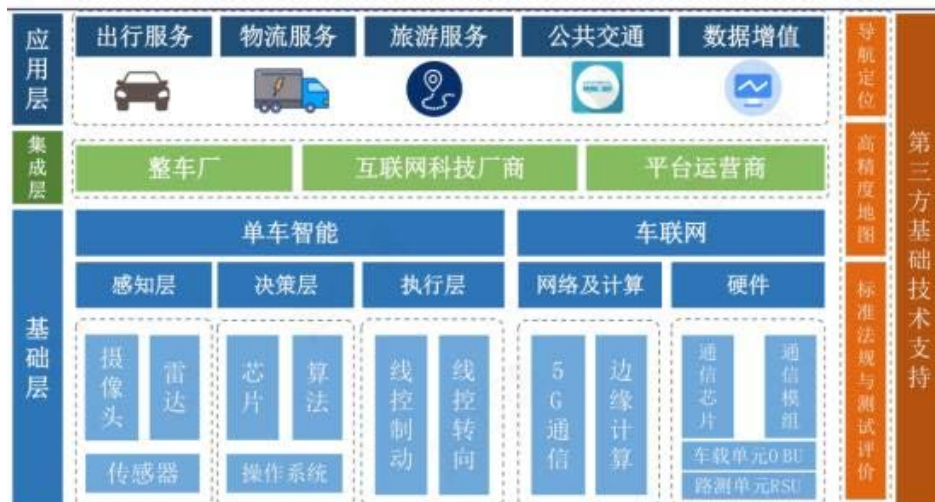 应用层
出行服务
物流服务
旅游服务
公共交通
数据增值
集成层
整车厂
互联网科技厂商
平台运营商
基础层
单车智能
车联网
感知层
决策层
执行层
网络及计算
硬件
摄像头
雷达
传感器
芯片
算法
操作系统
线控制动
线控转向
5G通信
边缘计算
通信芯片
通信模组
车载单元OBU
路测单元RSU
导航定位
高精度地图
标准法规与测试评价
第三方基础技术支持